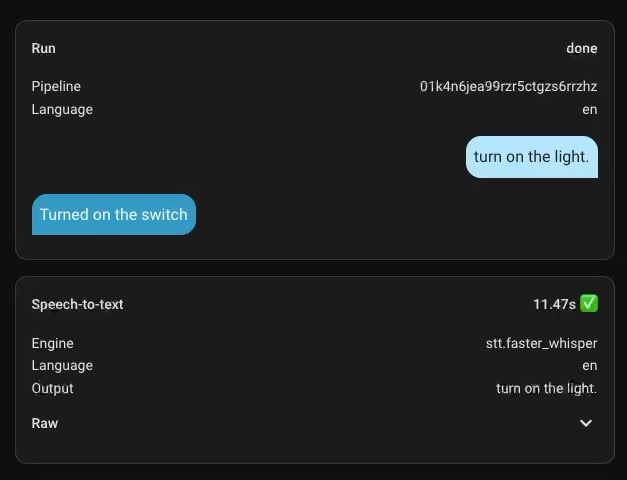 Run done
Pipeline 01k4n6jea99rzr5ctgzs6rrzhz
Language en
turn on the light.
Turned on the switch
Speech-to-text 11.47s ✅
Engine stt.faster_whisper
Language en
Output turn on the light.
Raw